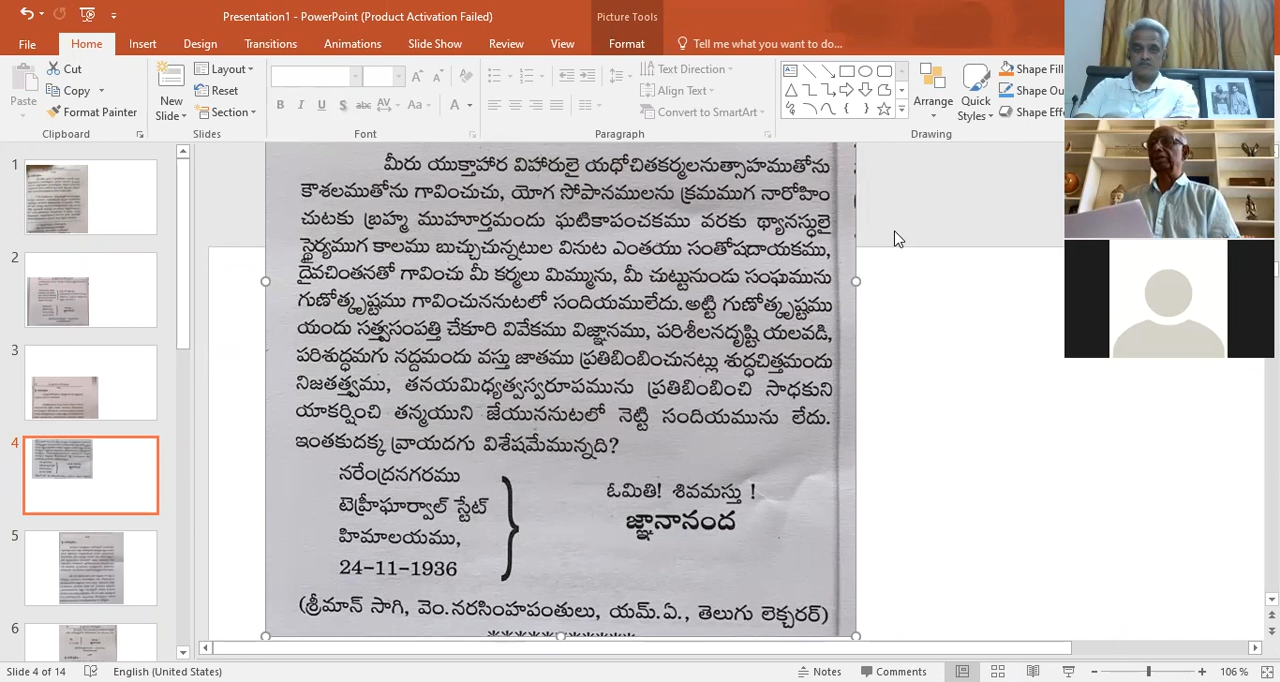 Presentation1 - PowerPoint (Product Activation Failed)
Picture Tools
File
Home
Insert
Design
Transitions
Animations
Slide Show
Review
View
Format
Tell me what you want to do...
Paste
Cut
Copy
Format Painter
Clipboard
New
Slide
Layout
Reset
Section
Slides
Font
Text Direction
Align Text
Convert to SmartArt
Paragraph
Arrange
Quick
Styles
Shape Fill
Shape Ou
Shape Effe
Drawing
1
2
3
4
5
6
మీరు యుక్తాహార విహారులై యధోచితకర్మలనుత్సాహముతోను
కౌశలముతోను గావించుచు, యోగ సోపానములను క్రమముగ నారోహిం
చుటకు బ్రహ్మ ముహూర్తమందు ఘటికాపంచకము వరకు థ్యానస్థులై
స్థైర్యముగ కాలము బుచ్చుచున్నటుల వినుట ఎంతయు సంతోషదాయకము,
దైవచింతనతో గావించు మీ కర్మలు మిమ్మును, మీ చుట్టునుండు సంఘమును
గుణోత్కృష్టము గావించుననుటలో సందియములేదు. అట్టి గుణోత్కృష్టము
యందు సత్త్వసంపత్తి చేకూరి వివేకము విజ్ఞానము, పరిశీలనదృష్టి యలవడి,
పరిశుద్ధమగు నద్దమందు వస్తు జాతము ప్రతిబింబించునట్లు శుద్ధచిత్తమందు
నిజతత్త్వము, తనయమిధ్యత్వస్వరూపమును ప్రతిబింబించి సాధకుని
యాకర్షించి తన్మయుని జేయుననుటలో నెట్టి సందియమును లేదు.
ఇంతకుదక్క వ్రాయదగు విశేషమేమున్నది?
నరేంద్రనగరము
టెహ్రీఘార్వాల్ స్టేట్
హిమాలయము,
24-11-1936
ఓమితి! శివమస్తు !
జ్ఞానానంద
(శ్రీమాన్ సాగి, వెం.నరసింహపంతులు, యమ్.ఏ., తెలుగు లెక్చరర్)
Slide 4 of 14
English (United States)
Notes
Comments
106 %